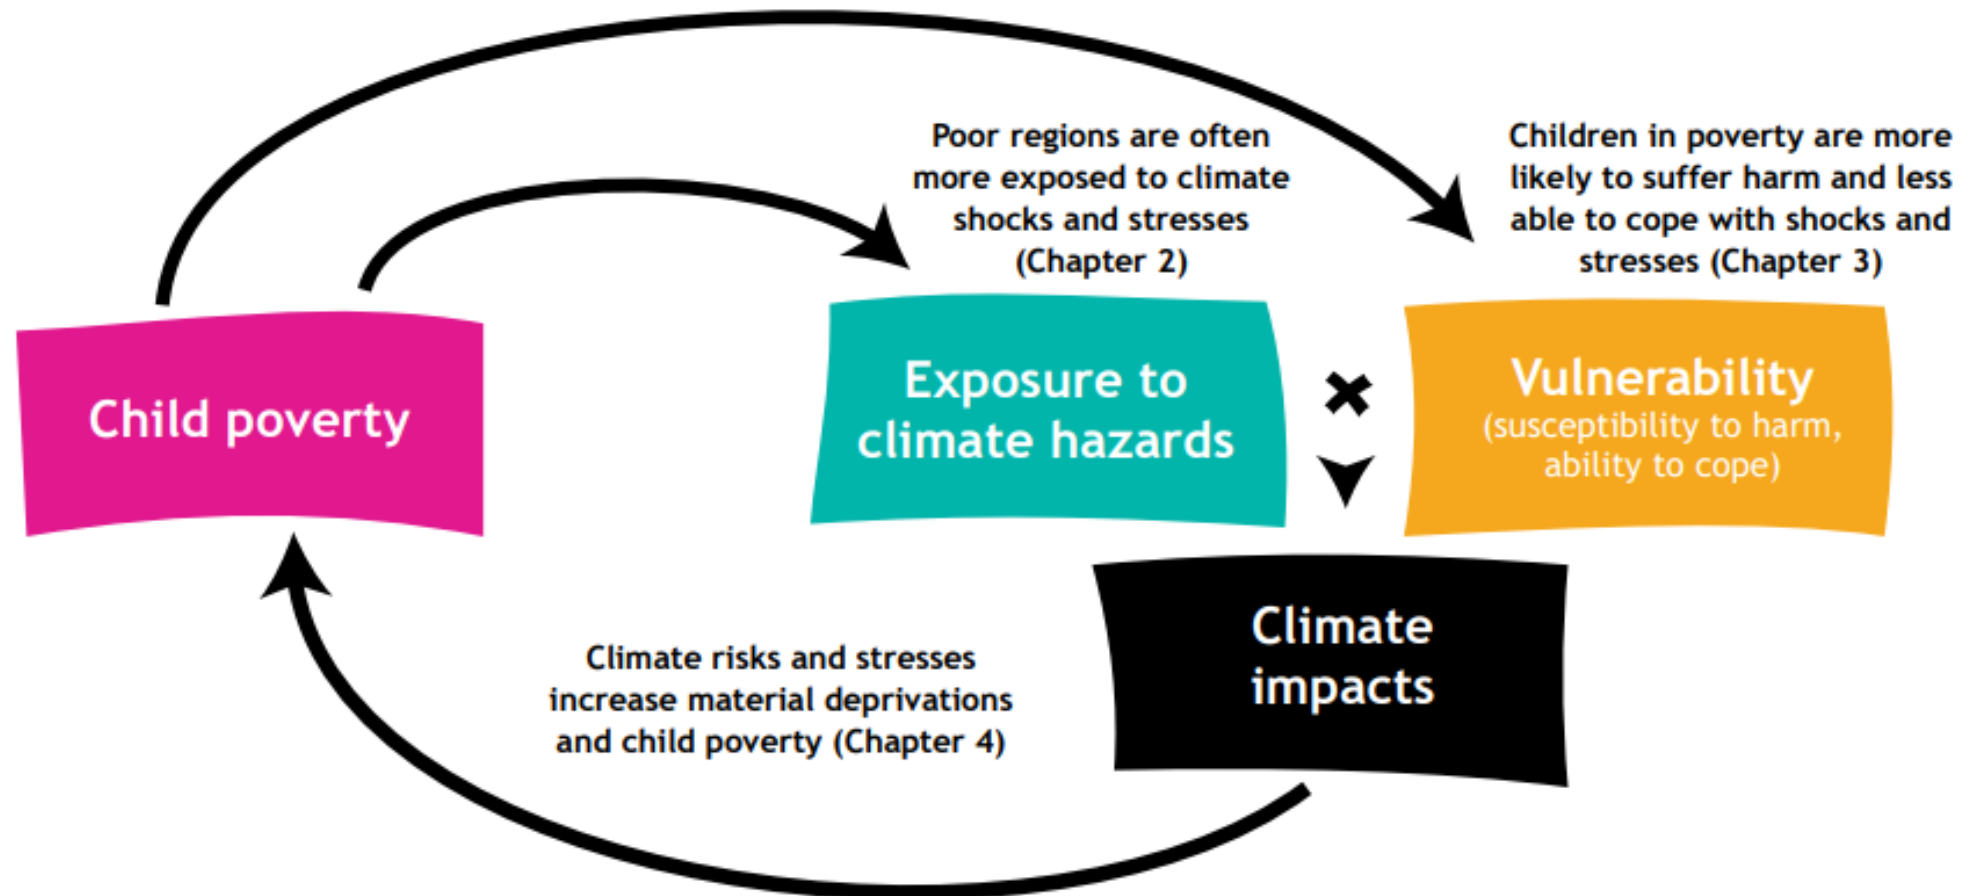 Poor regions are often
more exposed to climate
shocks and stresses
(Chapter 2)
Children in poverty are more
likely to suffer harm and less
able to cope with shocks and
stresses (Chapter 3)
Child poverty
Exposure to
climate hazards
Vulnerability
(susceptibility to harm,
ability to cope)
Climate
impacts
Climate risks and stresses
increase material deprivations
and child poverty (Chapter 4)